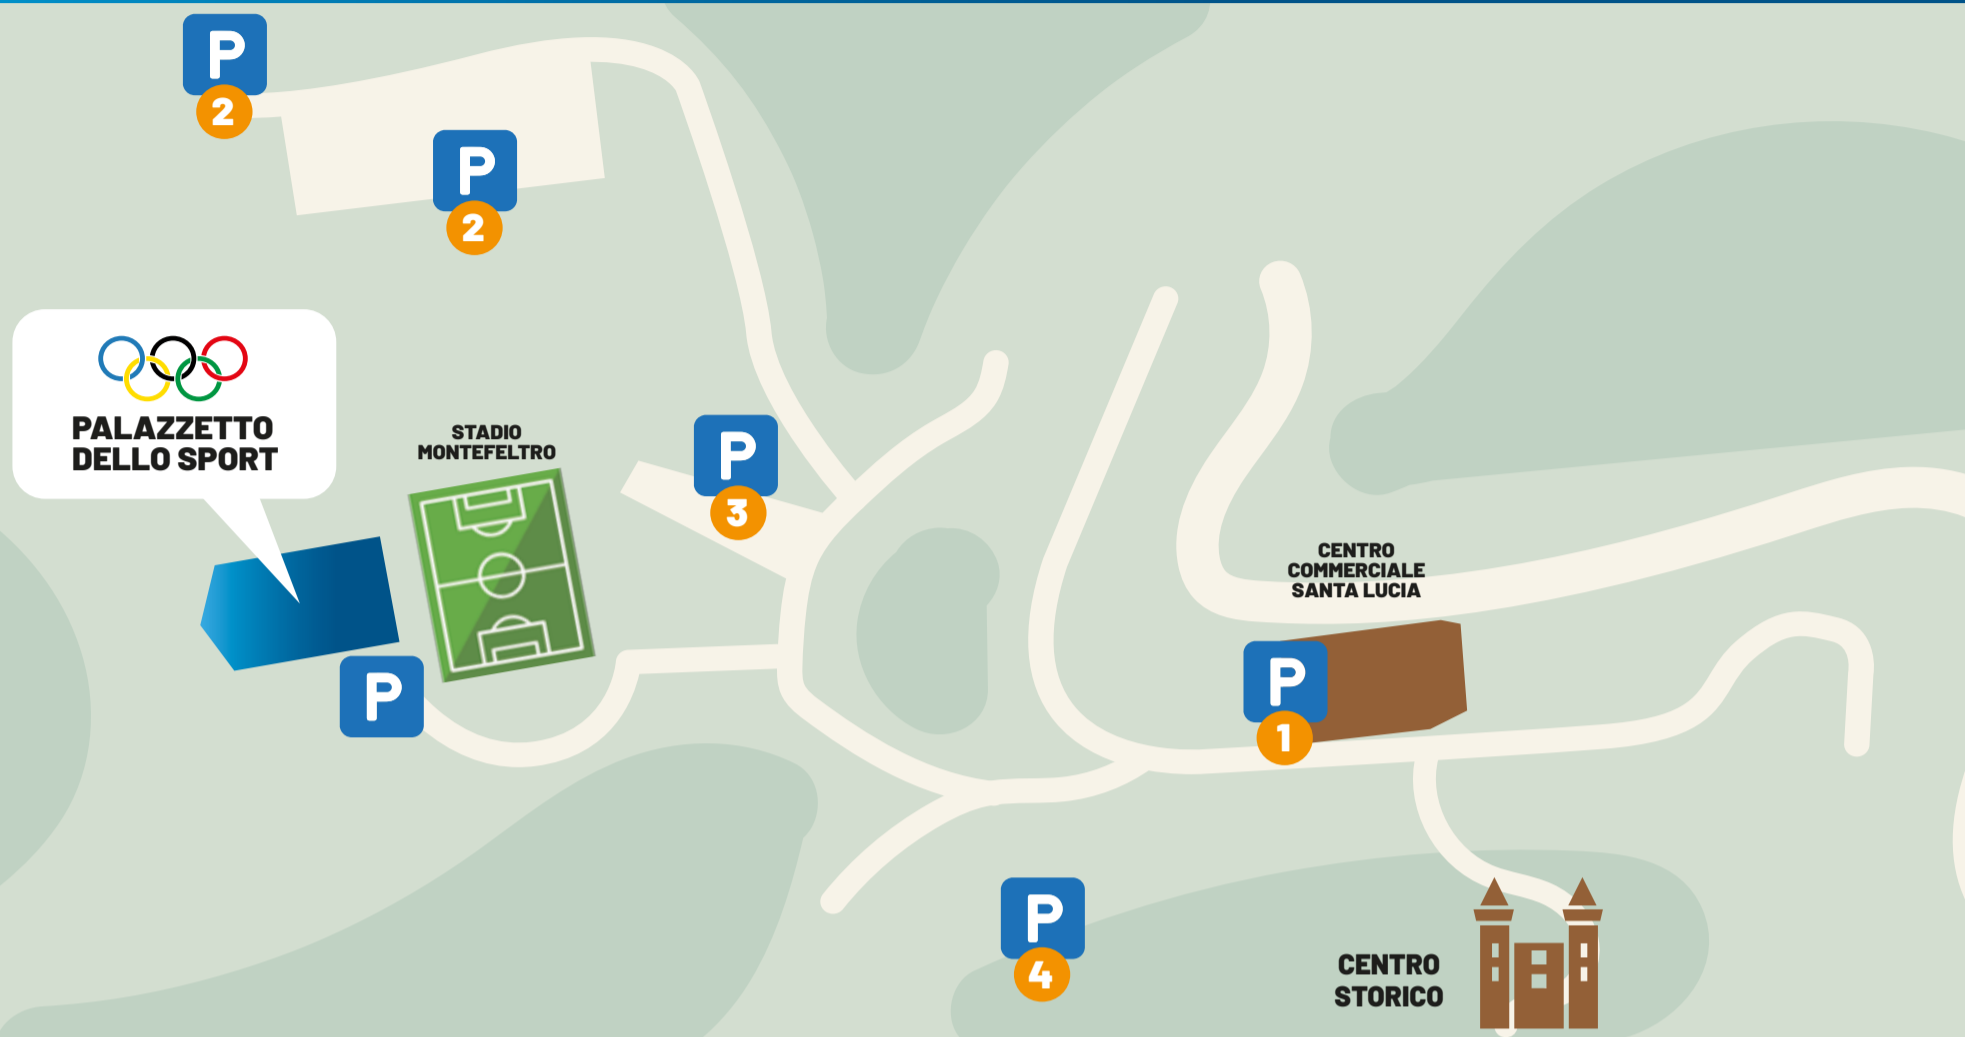 P
2
P
2
PALAZZETTO
DELLO SPORT
STADIO
MONTEFELTRO
P
3
CENTRO
COMMERCIALE
SANTA LUCIA
P
P
1
P
4
CENTRO
STORICO